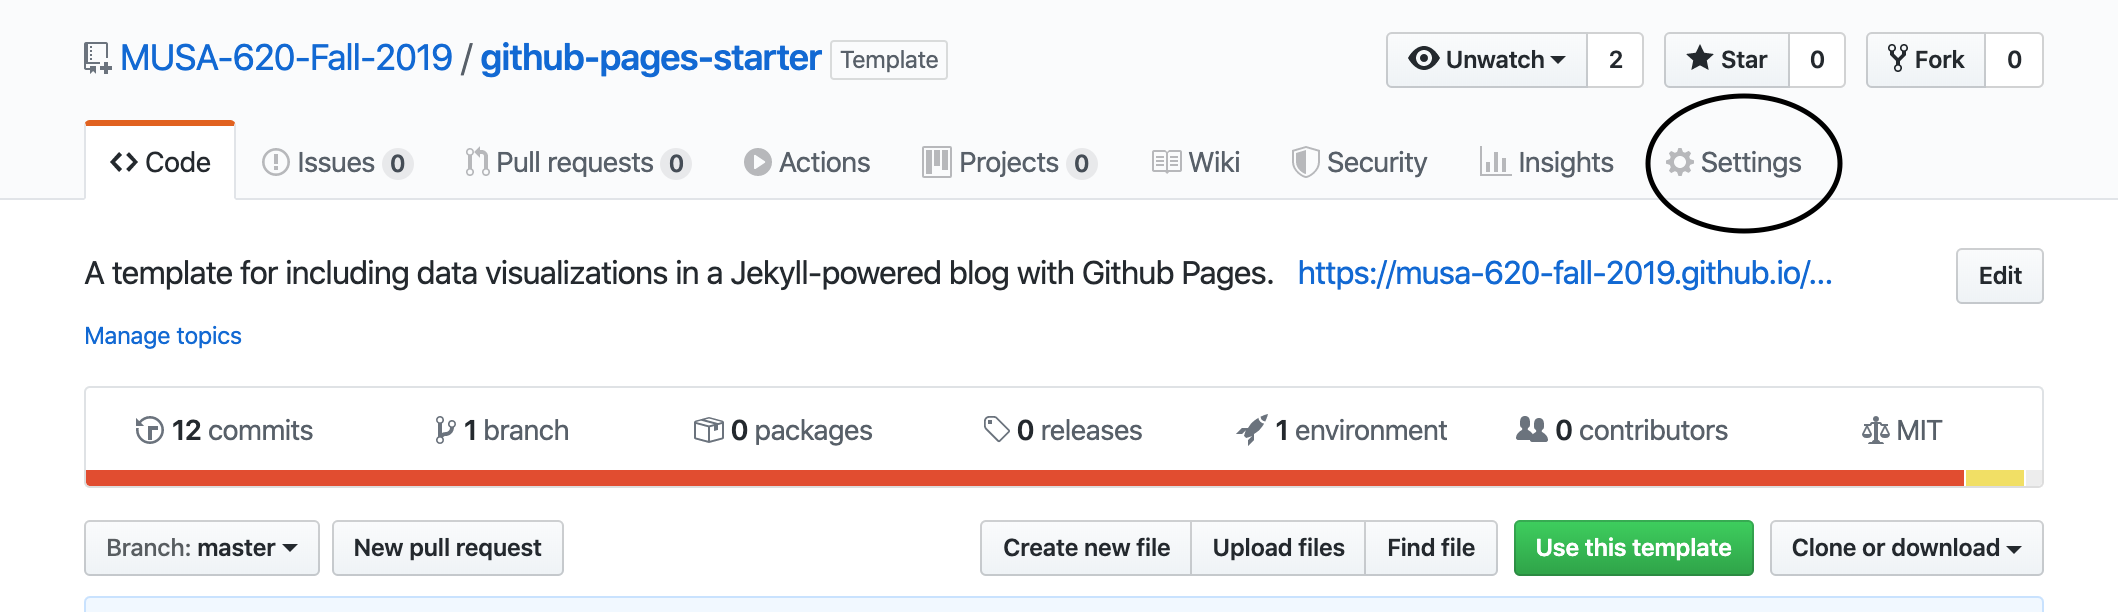 MUSA-620-Fall-2019 / github-pages-starter Template Unwatch 2 Star 0 Fork 0
Code Issues 0 Pull requests 0 Actions Projects 0 Wiki Security Insights Settings
A template for including data visualizations in a Jekyll-powered blog with Github Pages. https://musa-620-fall-2019.github.io/... Edit
Manage topics
12 commits 1 branch 0 packages 0 releases 1 environment 0 contributors MIT
Branch: master New pull request Create new file Upload files Find file Use this template Clone or download